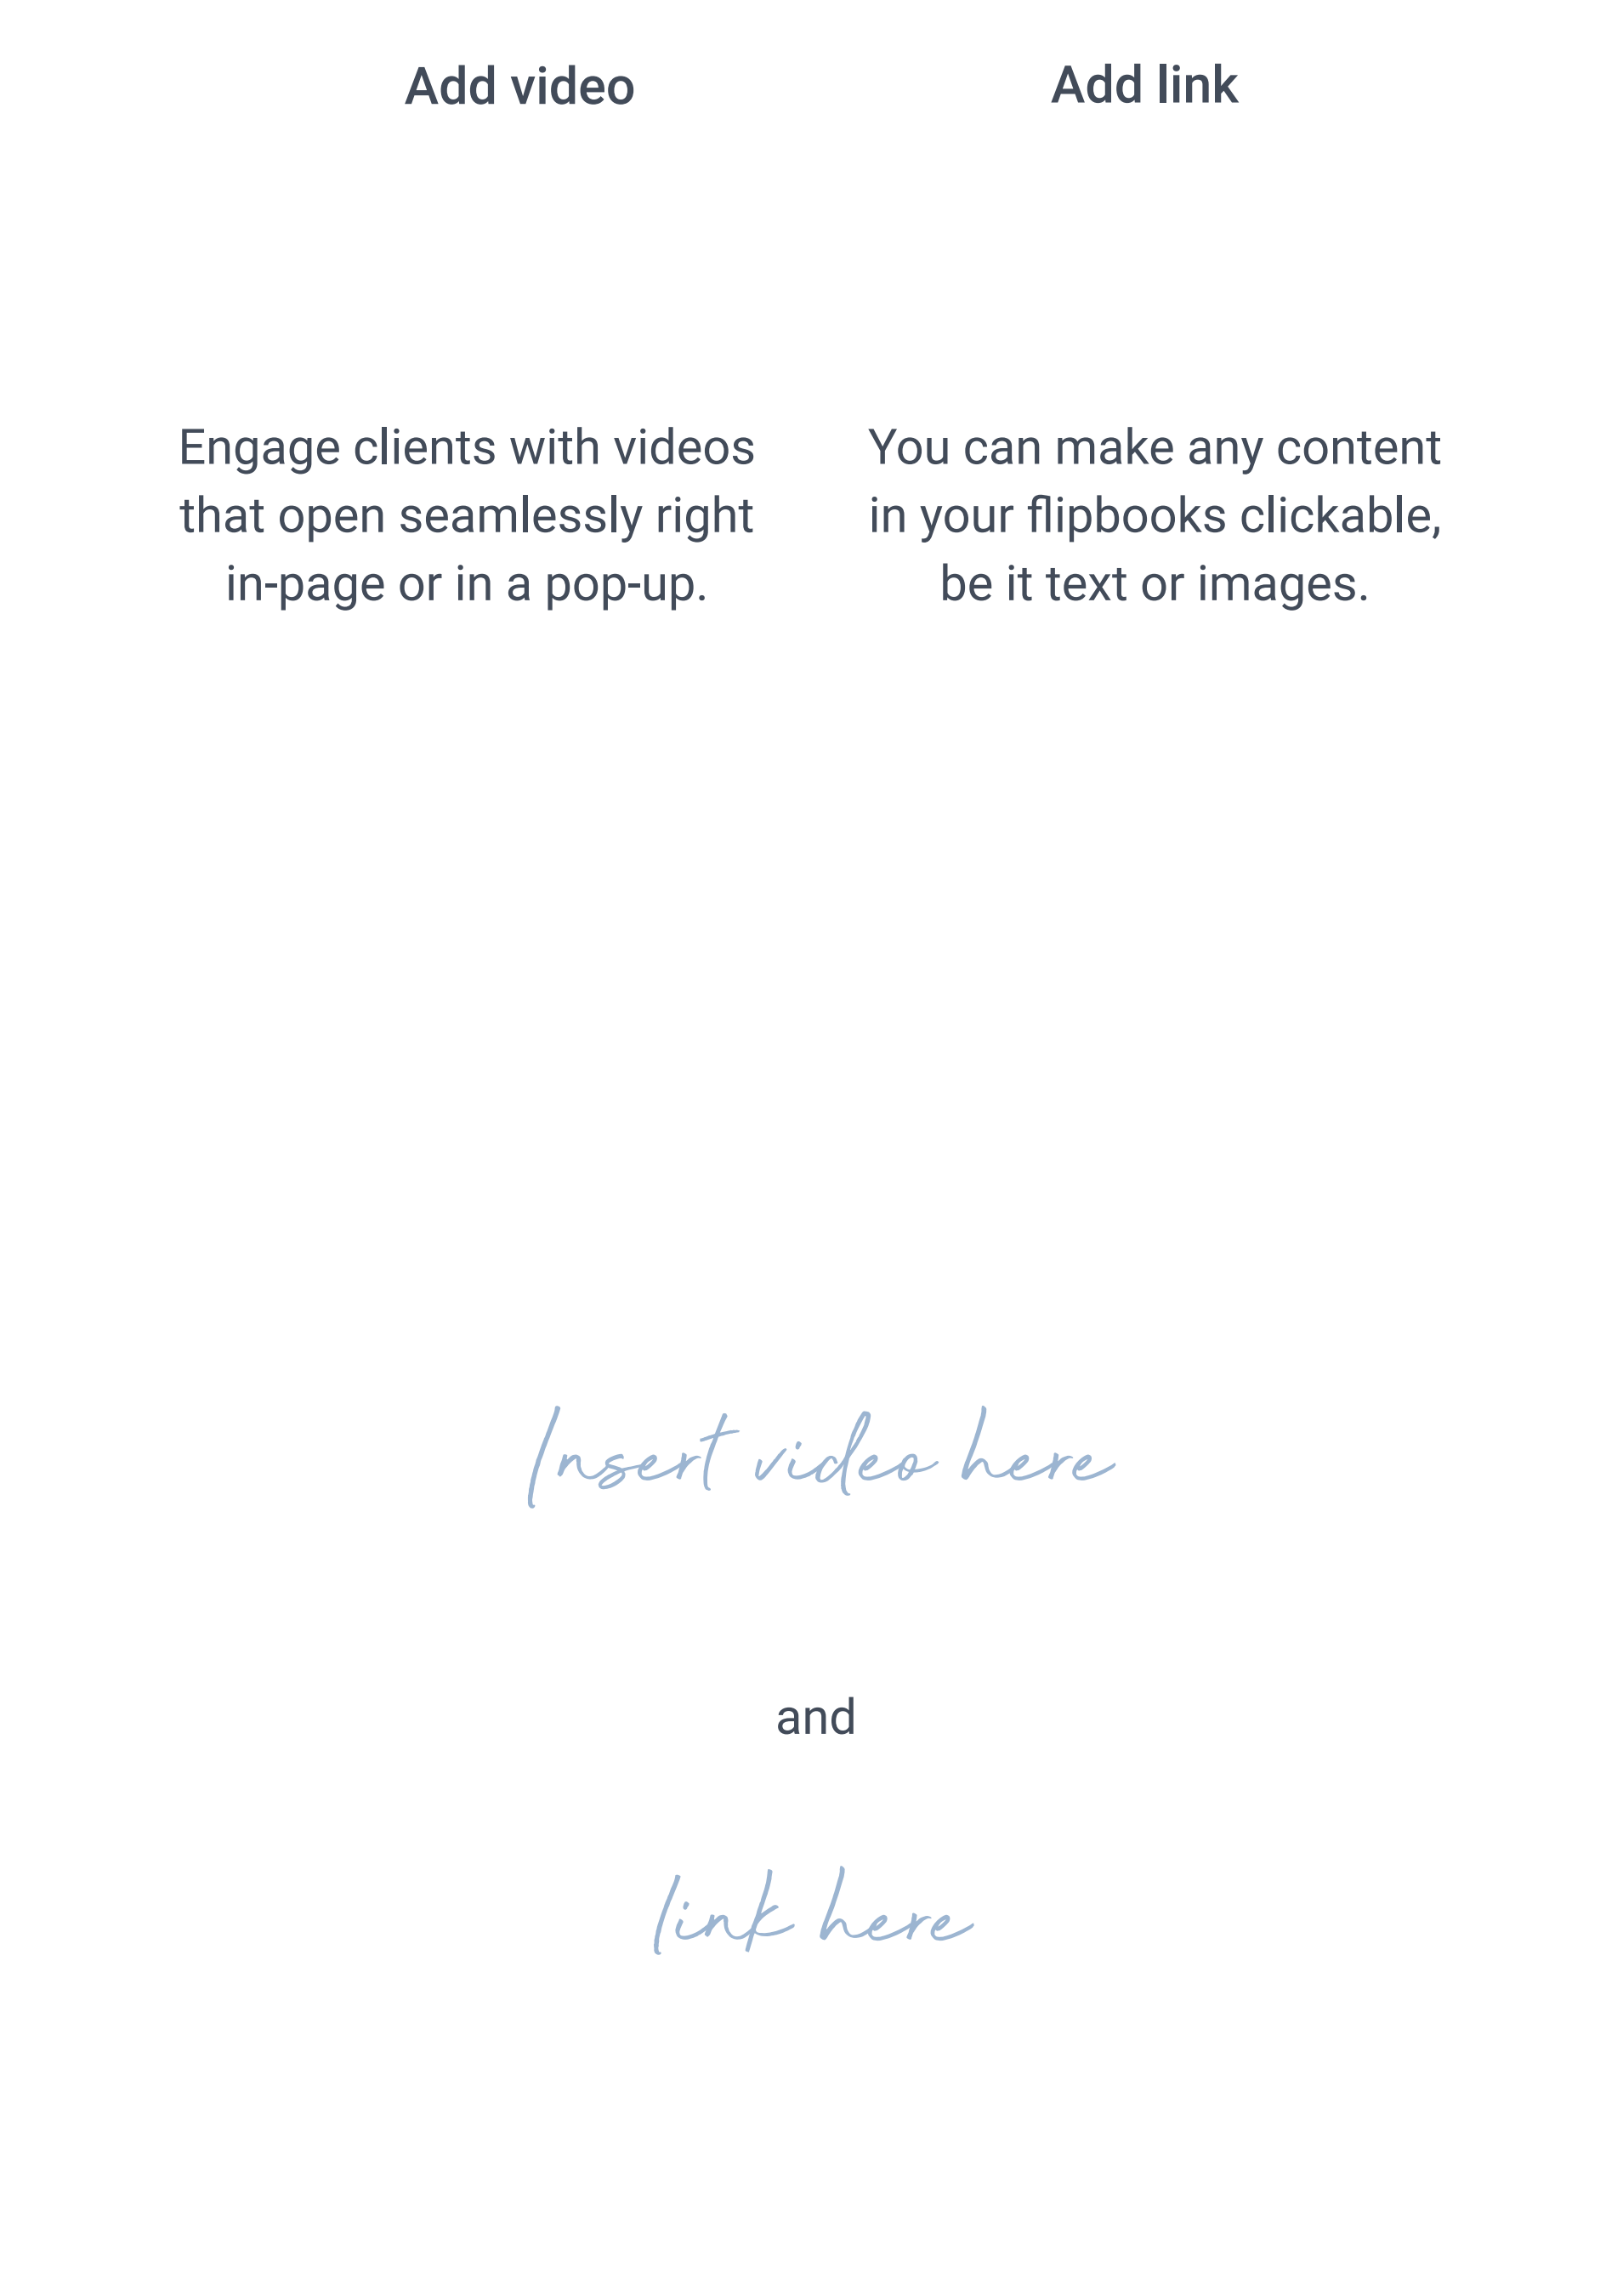 Add video
Add link
Engage clients with videos
that open seamlessly right
in-page or in a pop-up.
You can make any content
in your flipbooks clickable,
be it text or images.
Insert video here
and
link here